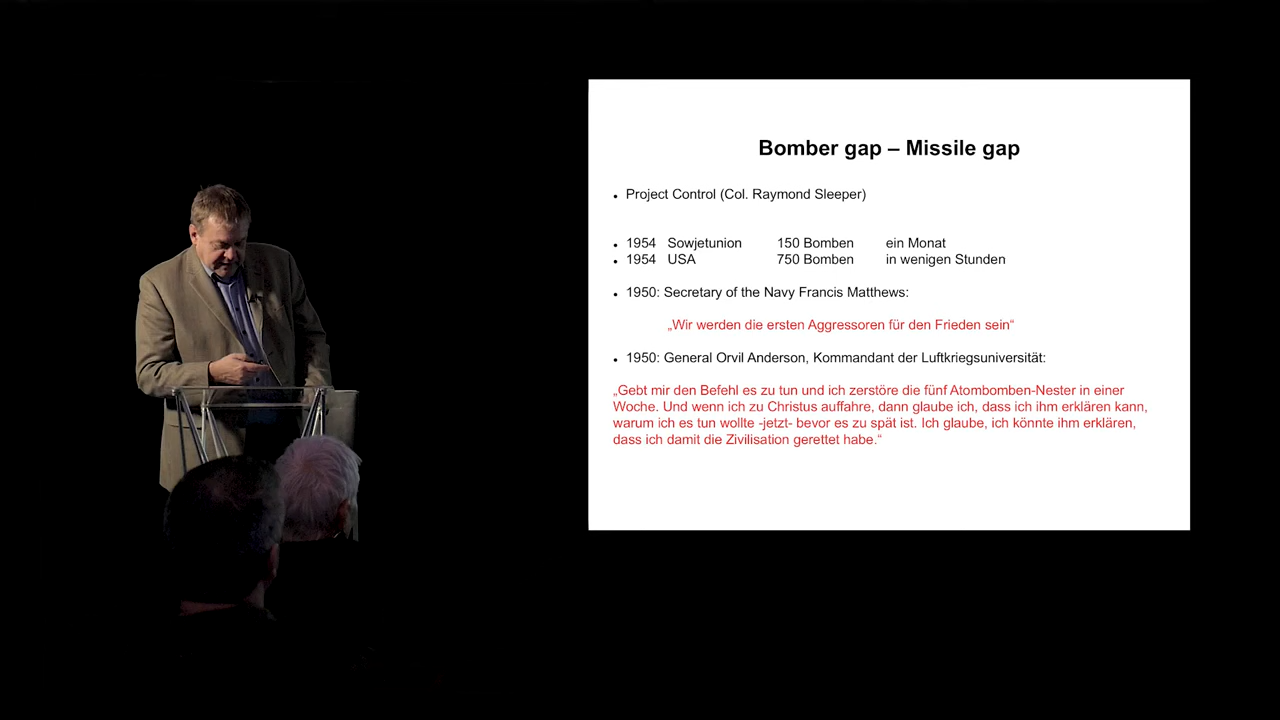 Bomber gap – Missile gap
• Project Control (Col. Raymond Sleeper)
• 1954 Sowjetunion 150 Bomben ein Monat
• 1954 USA 750 Bomben in wenigen Stunden
• 1950: Secretary of the Navy Francis Matthews:
„Wir werden die ersten Aggressoren für den Frieden sein“
• 1950: General Orvil Anderson, Kommandant der Luftkriegsuniversität:
„Gebt mir den Befehl es zu tun und ich zerstöre die fünf Atombomben-Nester in einer
Woche. Und wenn ich zu Christus auffahre, dann glaube ich, dass ich ihm erklären kann,
warum ich es tun wollte -jetzt- bevor es zu spät ist. Ich glaube, ich könnte ihm erklären,
dass ich damit die Zivilisation gerettet habe.“